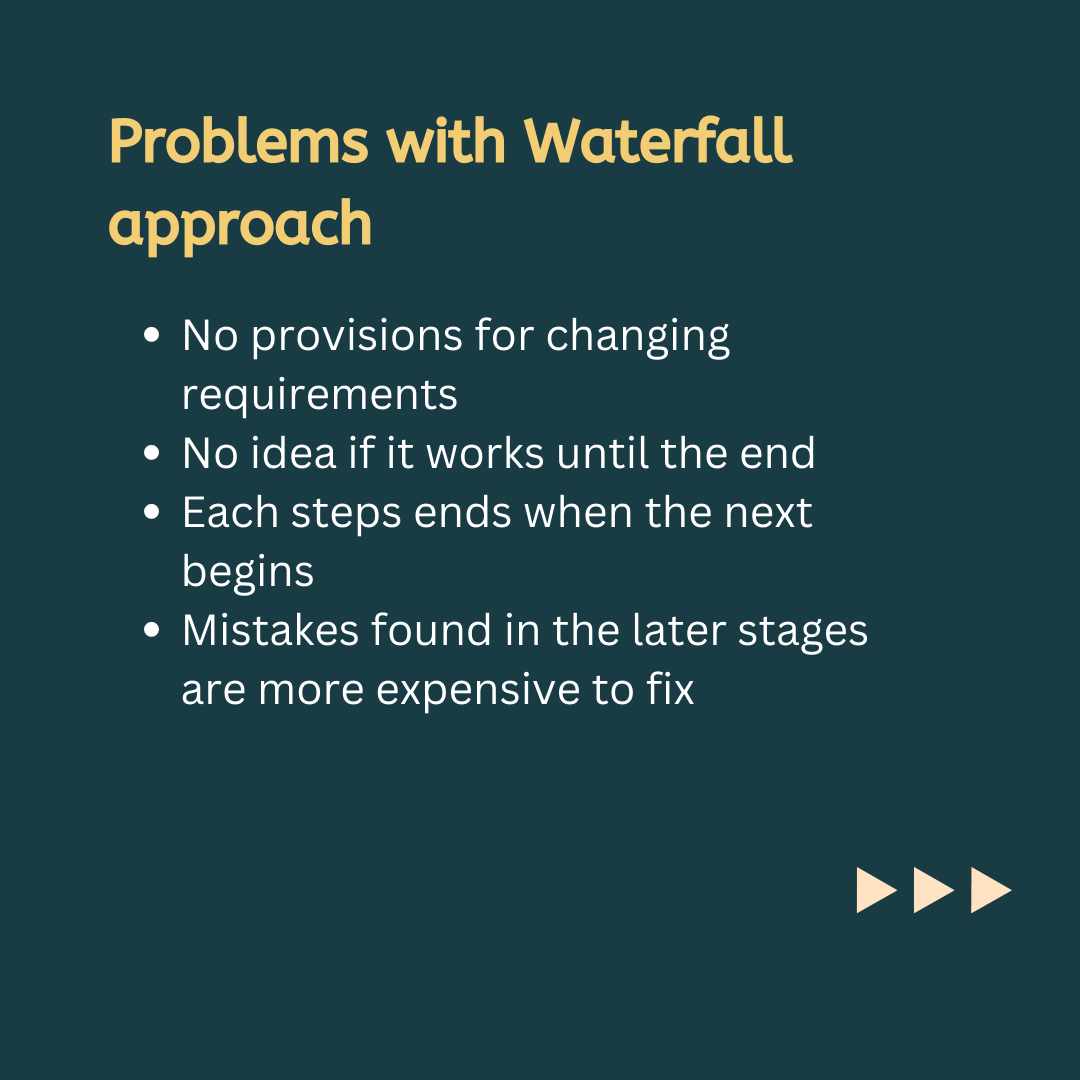 Problems with Waterfall
approach
• No provisions for changing
requirements
• No idea if it works until the end
• Each steps ends when the next
begins
• Mistakes found in the later stages
are more expensive to fix